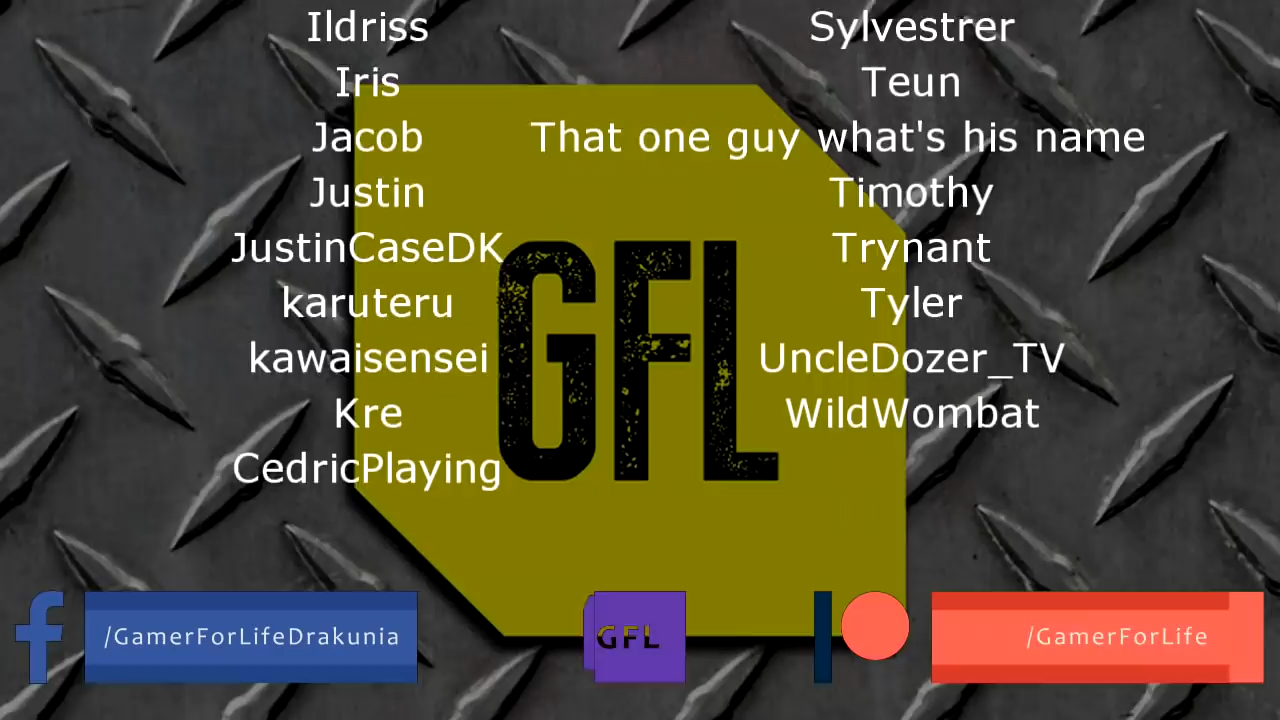 Ildriss
Iris
Jacob
Justin
JustinCaseDK
karuteru
kawaisensei
Kre
CedricPlaying
Sylvestrer
Teun
That one guy what's his name
Timothy
Trynant
Tyler
UncleDozer_TV
WildWombat
GFL
/GamerForLifeDrakunia
GFL
/GamerForLife